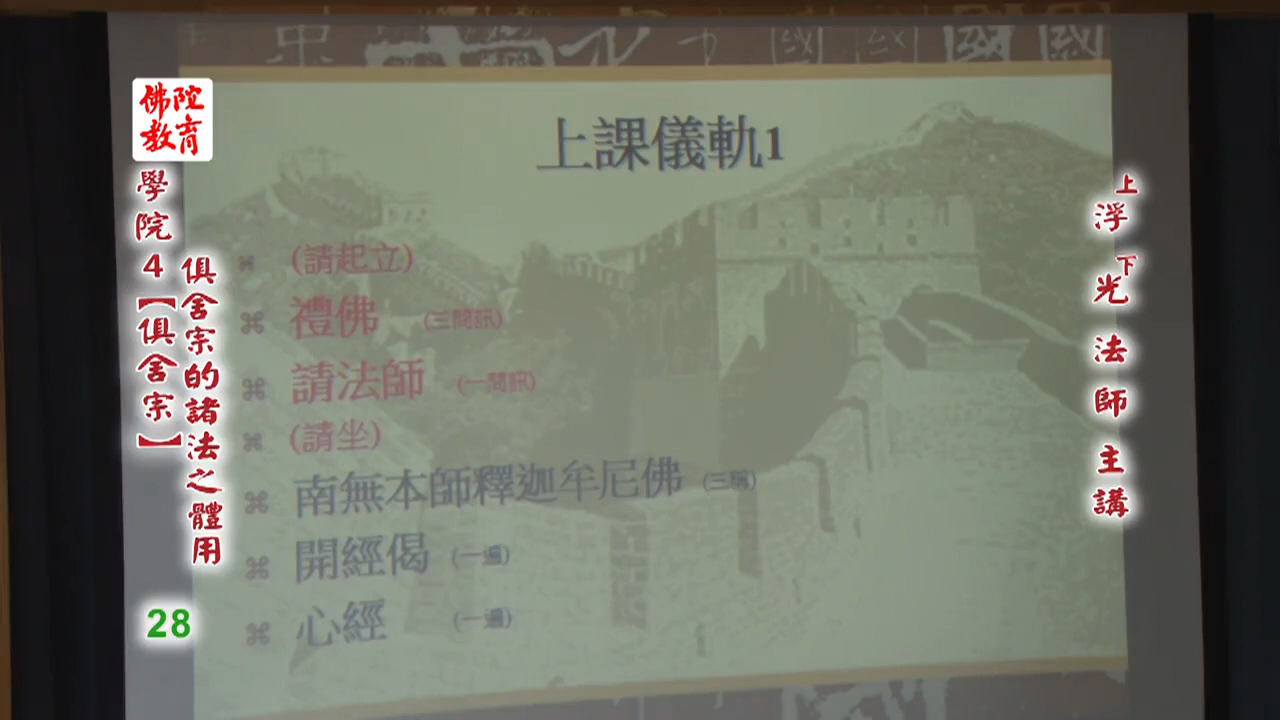 佛陀
教育
學院4【俱舍宗】
俱舍宗的諸法之體用
28
上課儀軌1
(請起立)
禮佛 (三問訊)
請法師 (一問訊)
(請坐)
南無本師釋迦牟尼佛 (三稱)
開經偈 (一遍)
心經 (一遍)
上浮下光法師主講